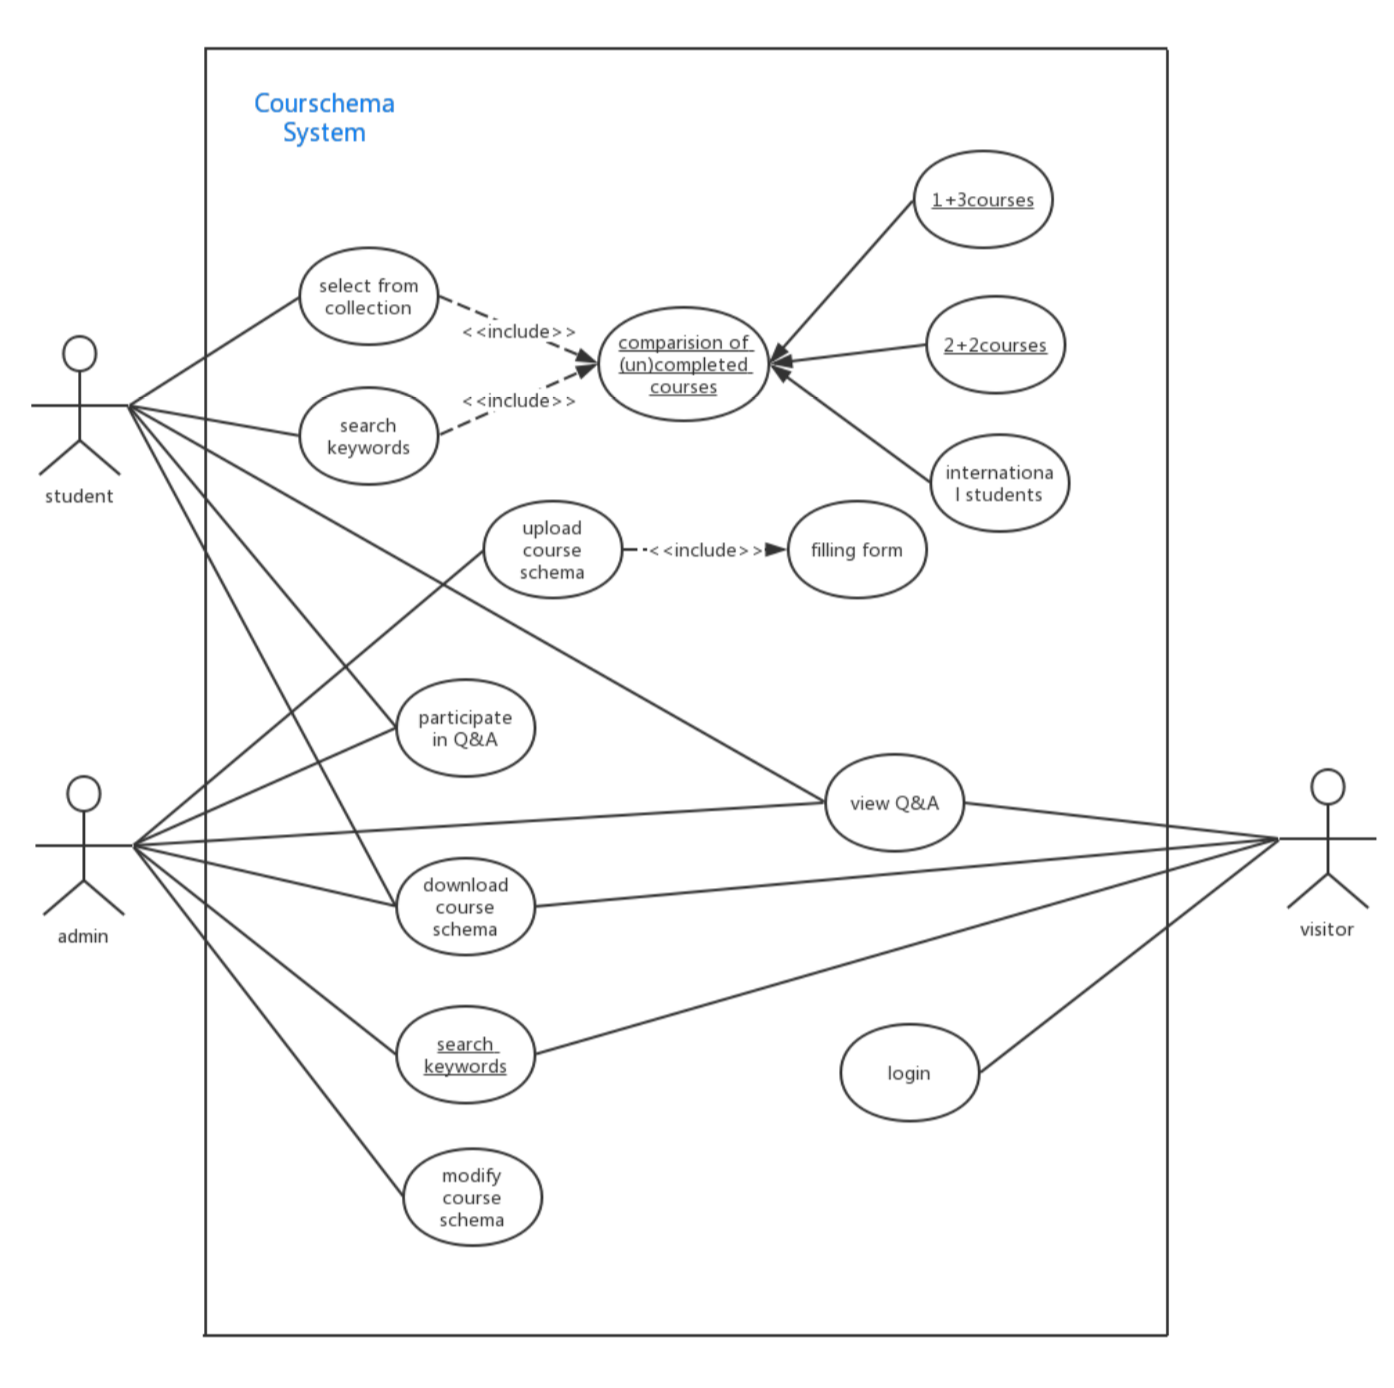 Courschema
System
1+3courses
select from
collection
<<include>>
comparision of
(un)completed
courses
2+2courses
<<include>>
search
keywords
internationa
l students
student
upload
course
schema
<<include>>
filling form
participate
in Q&A
view Q&A
download
course
schema
admin
visitor
search
keywords
login
modify
course
schema